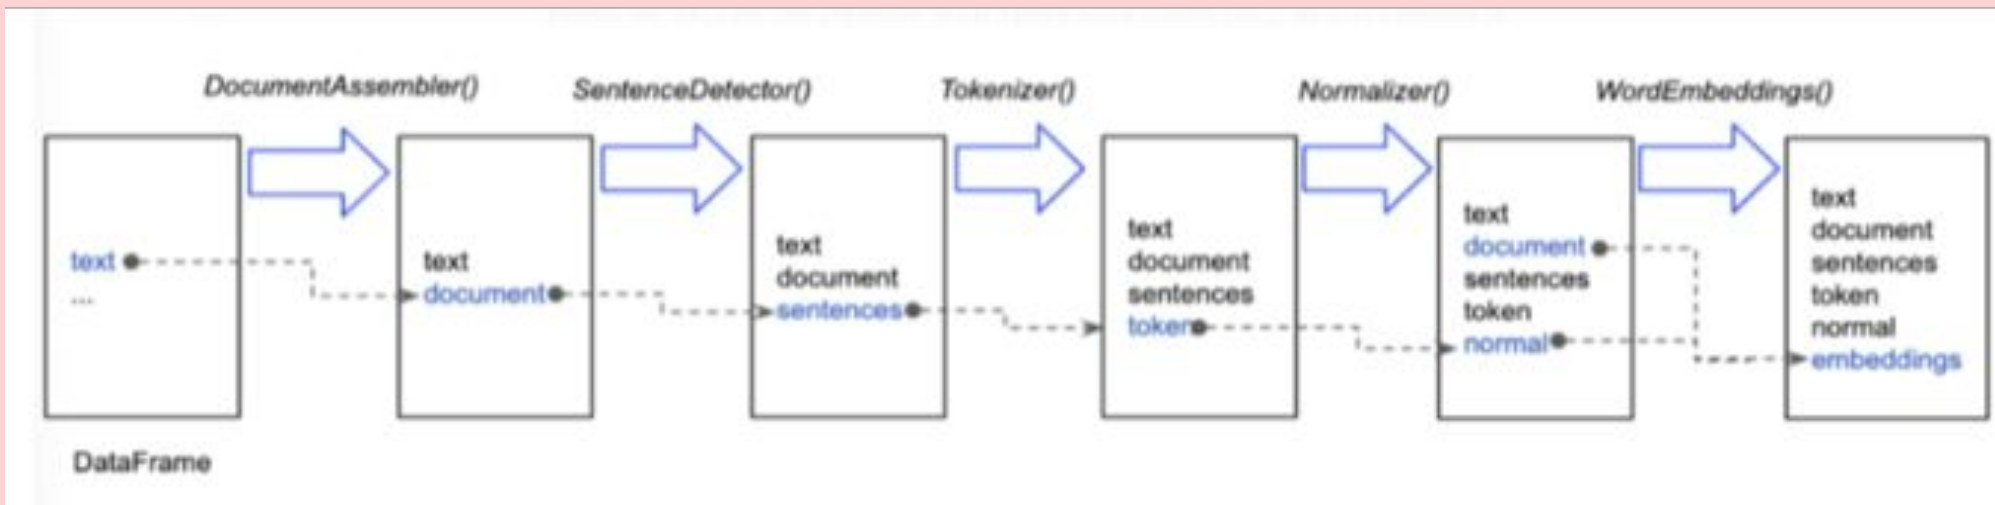 DocumentAssembler()
SentenceDetector()
Tokenizer()
Normalizer()
WordEmbeddings()
text
...
text
document
text
document
sentences
text
document
sentences
token
text
document
sentences
token
normal
text
document
sentences
token
normal
embeddings
DataFrame